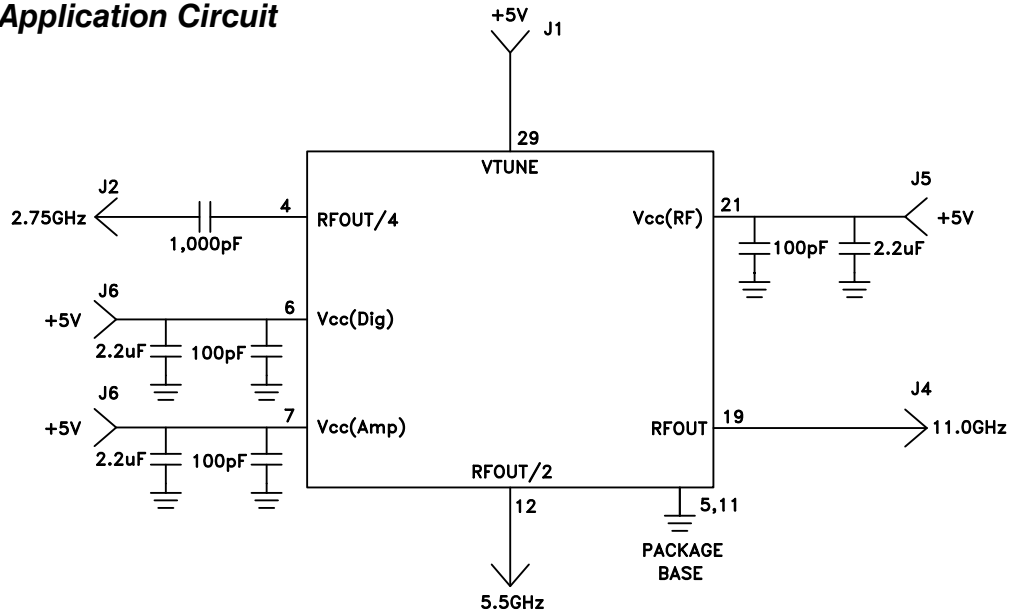 Application Circuit
+5V
J1
29
VTUNE
J2
2.75GHz
1,000pF
4
RFOUT/4
J6
+5V
2.2uF
100pF
6
Vcc(Dig)
J6
+5V
2.2uF
100pF
7
Vcc(Amp)
Vcc(RF)
21
J5
+5V
100pF
2.2uF
RFOUT
19
J4
11.0GHz
RFOUT/2
12
5.5GHz
5,11
PACKAGE
BASE